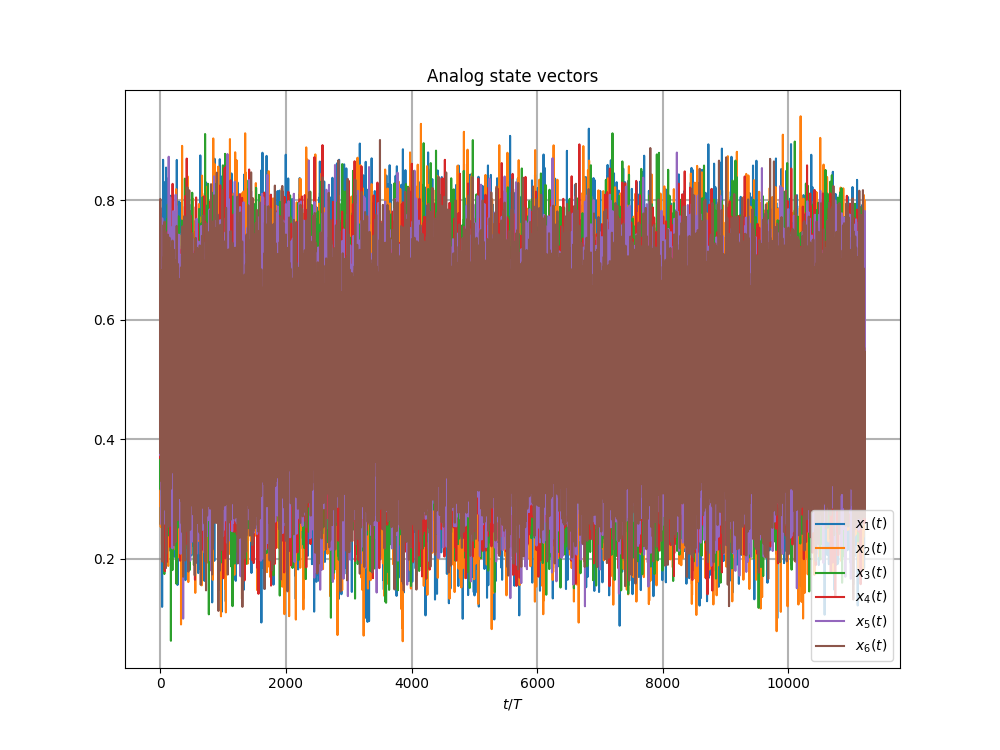 Analog state vectors
0.8
0.6
0.4
0.2
0 2000 4000 6000 8000 10000
t/T
x₁(t)
x₂(t)
x₃(t)
x₄(t)
x₅(t)
x₆(t)